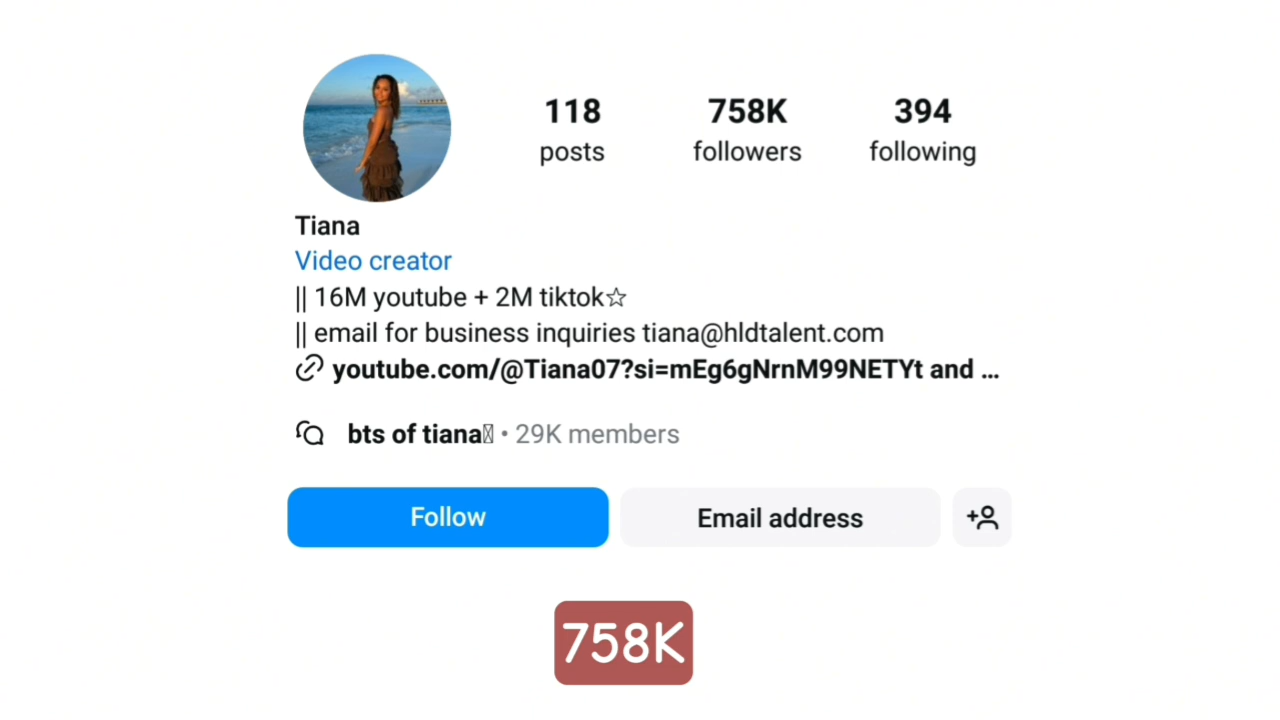 118 758K 394
posts followers following
Tiana
Video creator
|| 16M youtube + 2M tiktok☆
|| email for business inquiries tiana@hldtalent.com
youtube.com/@Tiana07?si=mEg6gNrnM99NETYt and ...
bts of tiana • 29K members
Follow Email address
758K